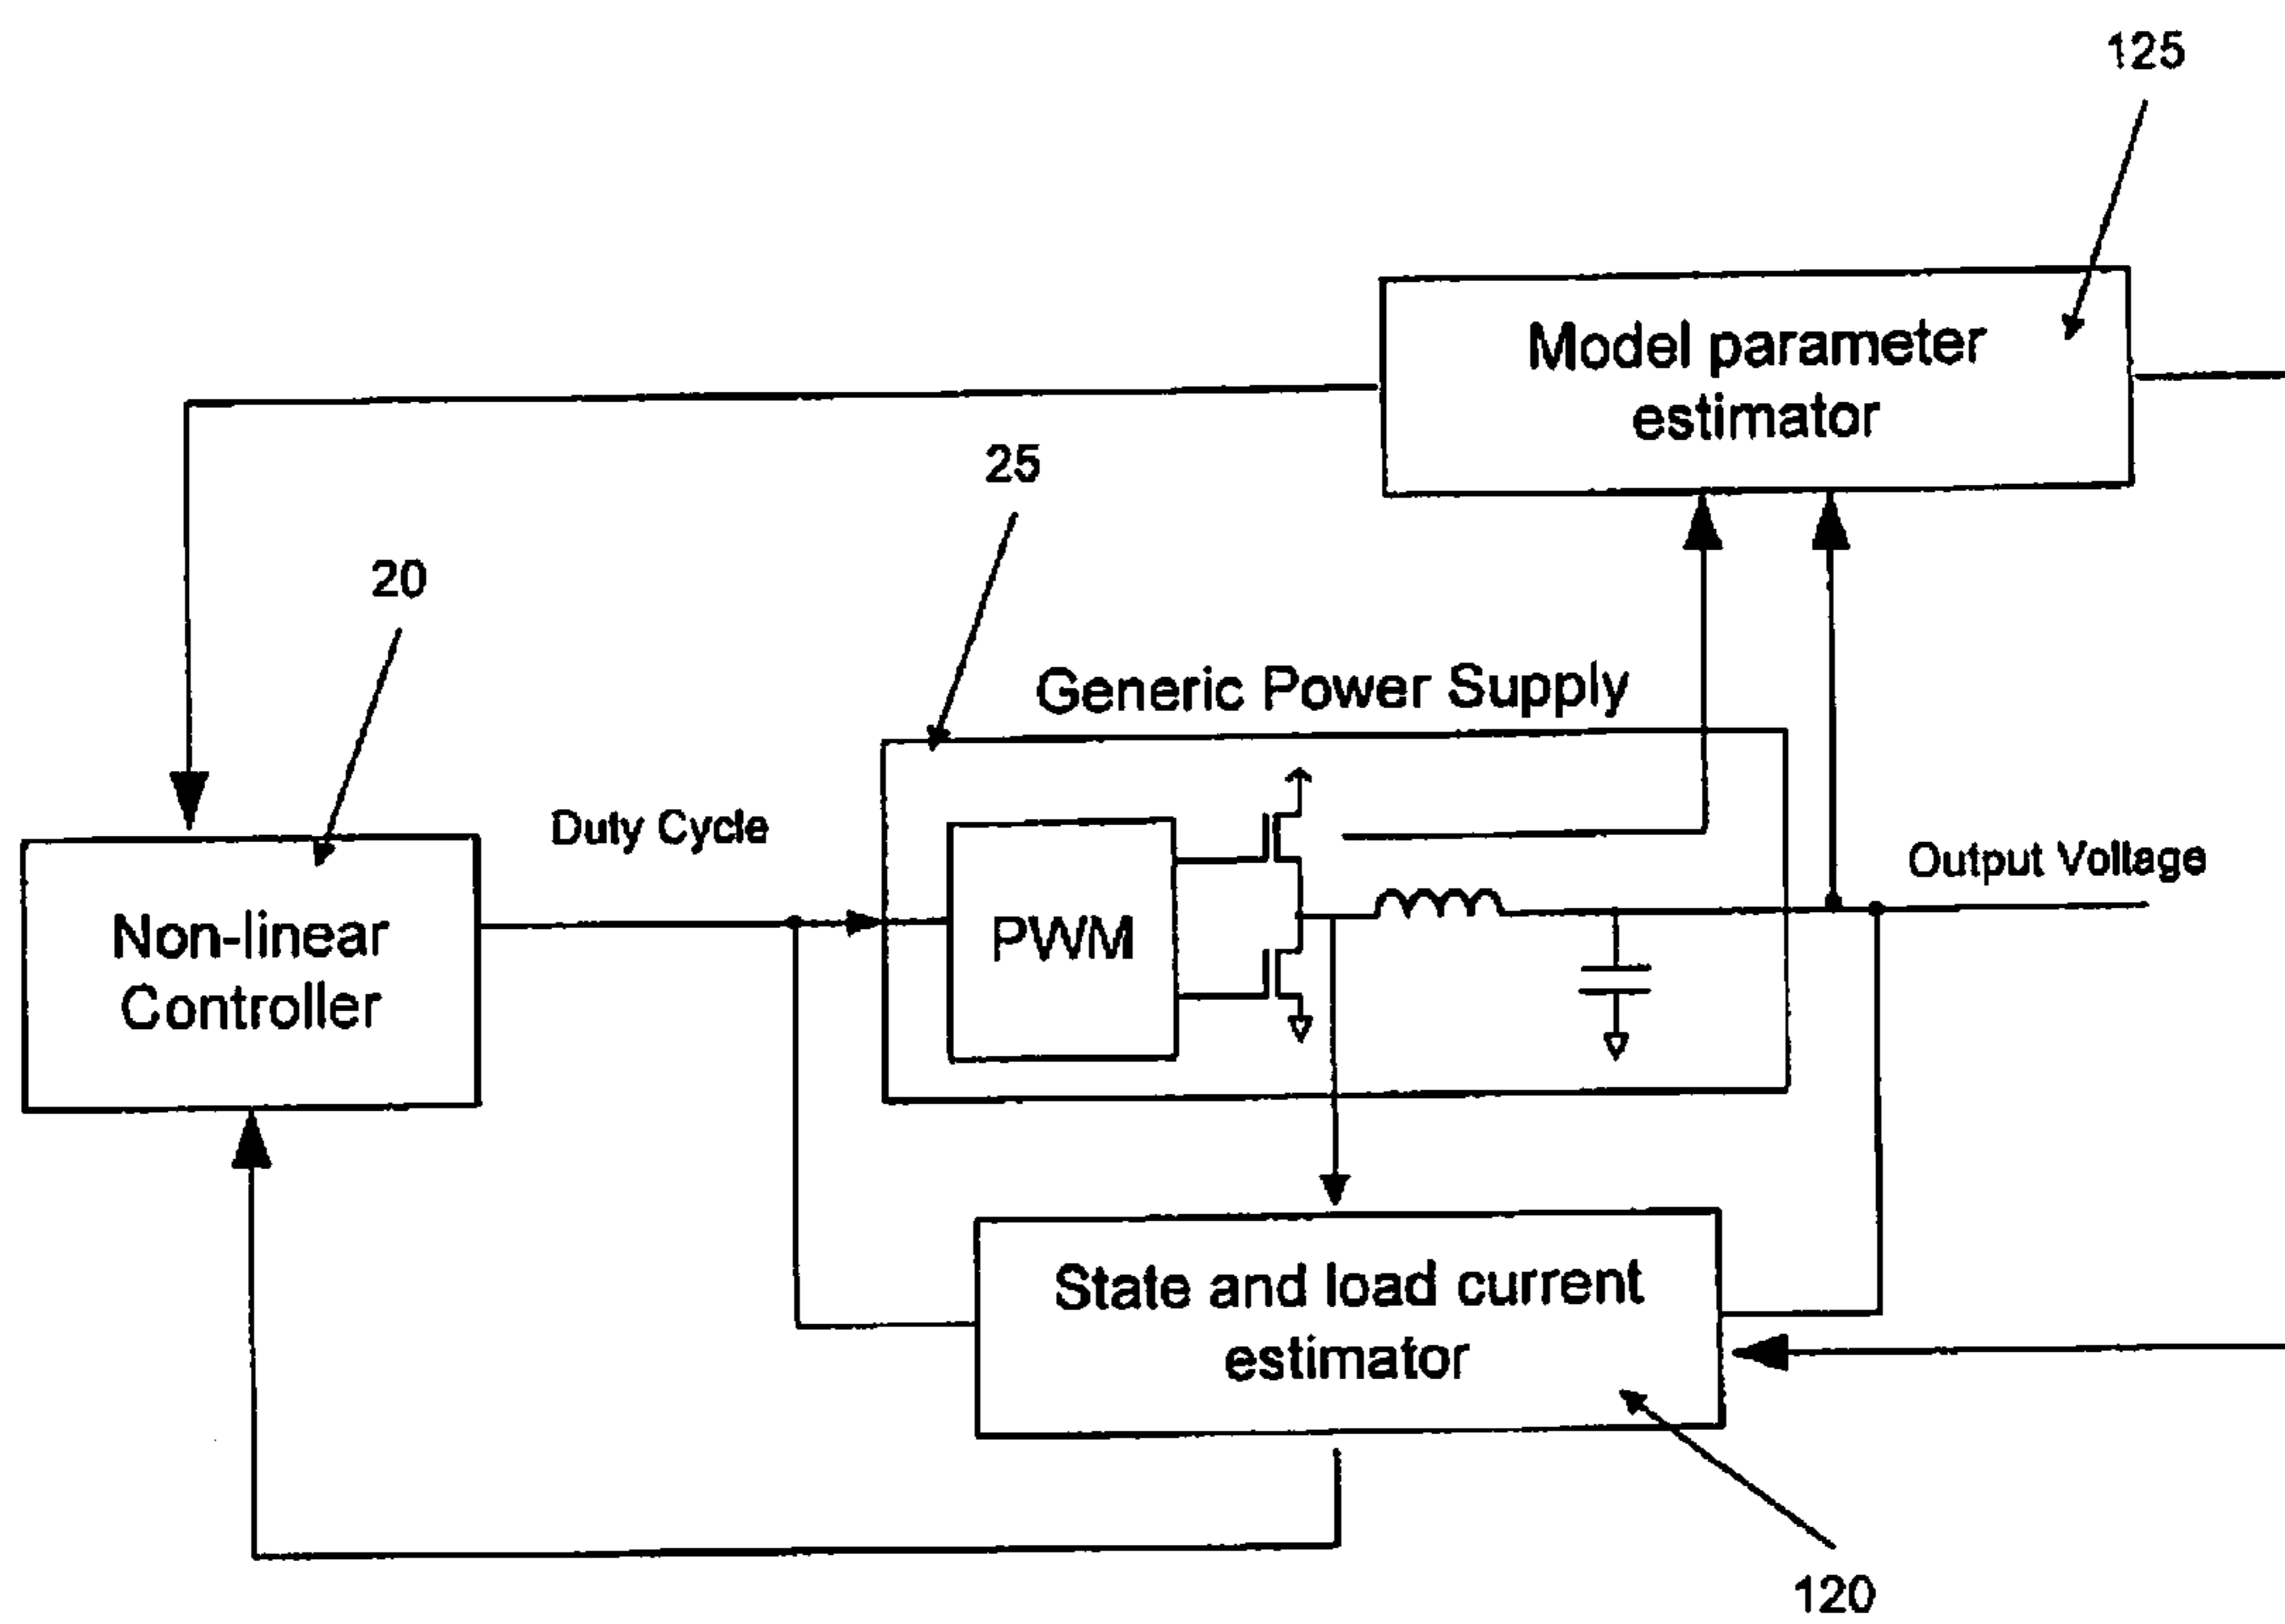 125
Model parameter
estimator
25
20
Generic Power Supply
Duty Cycle
Output Voltage
PWM
Non-linear
Controller
State and load current
estimator
120